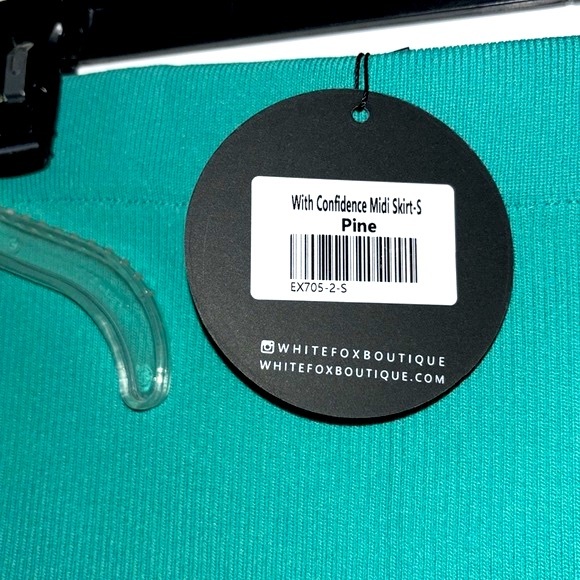 With Confidence Midi Skirt-S
Pine
EX705-2-S
WHITEFOXBOUTIQUE
WHITEFOXBOUTIQUE.COM